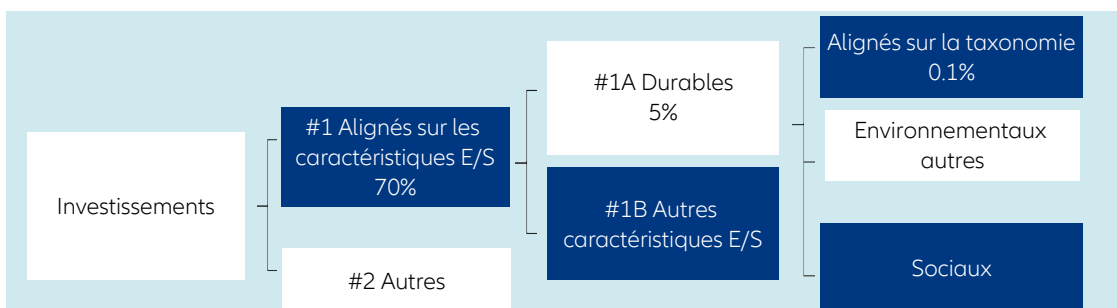 Investissements
#1 Alignés sur les
caractéristiques E/S
70%
#2 Autres
#1A Durables
5%
#1B Autres
caractéristiques E/S
Alignés sur la taxonomie
0.1%
Environnementaux
autres
Sociaux